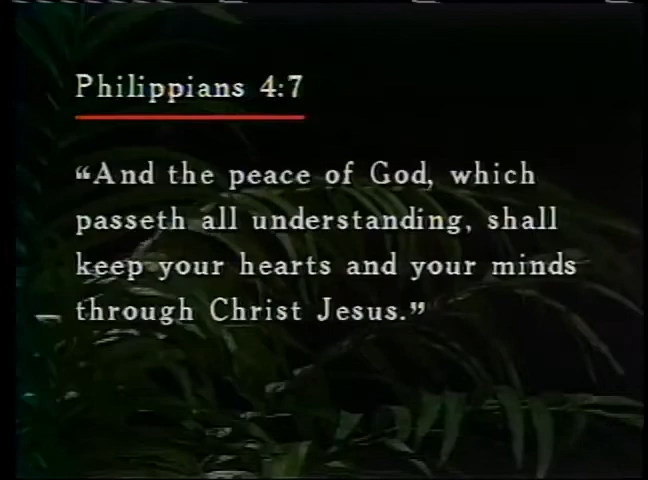 Philippians 4:7
“And the peace of God, which
passeth all understanding, shall
keep your hearts and your minds
through Christ Jesus.”